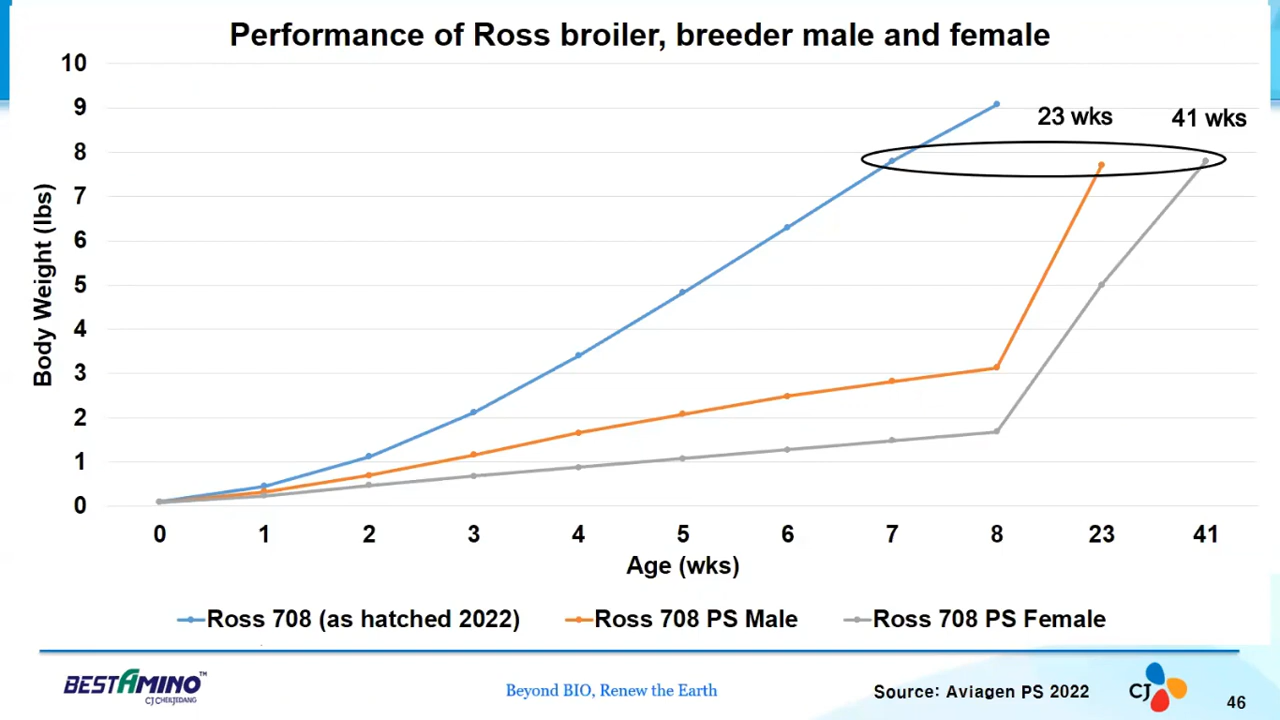 Performance of Ross broiler, breeder male and female
10
9
8
7
6
5
4
3
2
1
0
Body Weight (lbs)
23 wks
41 wks
0 1 2 3 4 5 6 7 8 23 41
Age (wks)
Ross 708 (as hatched 2022) Ross 708 PS Male Ross 708 PS Female
BESTAMINO™
CJ CHEILJEDANG
Beyond BIO, Renew the Earth
Source: Aviagen PS 2022
CJ
46